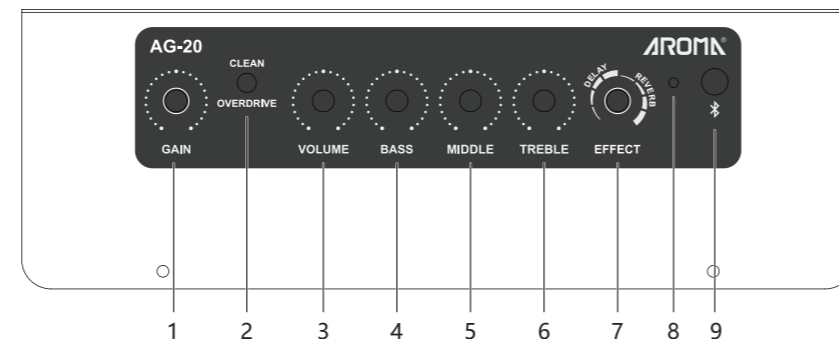 AG-20
AROMA®
CLEAN
OVERDRIVE
DELAY
REVERB
GAIN
VOLUME
BASS
MIDDLE
TREBLE
EFFECT
1
2
3
4
5
6
7
8
9